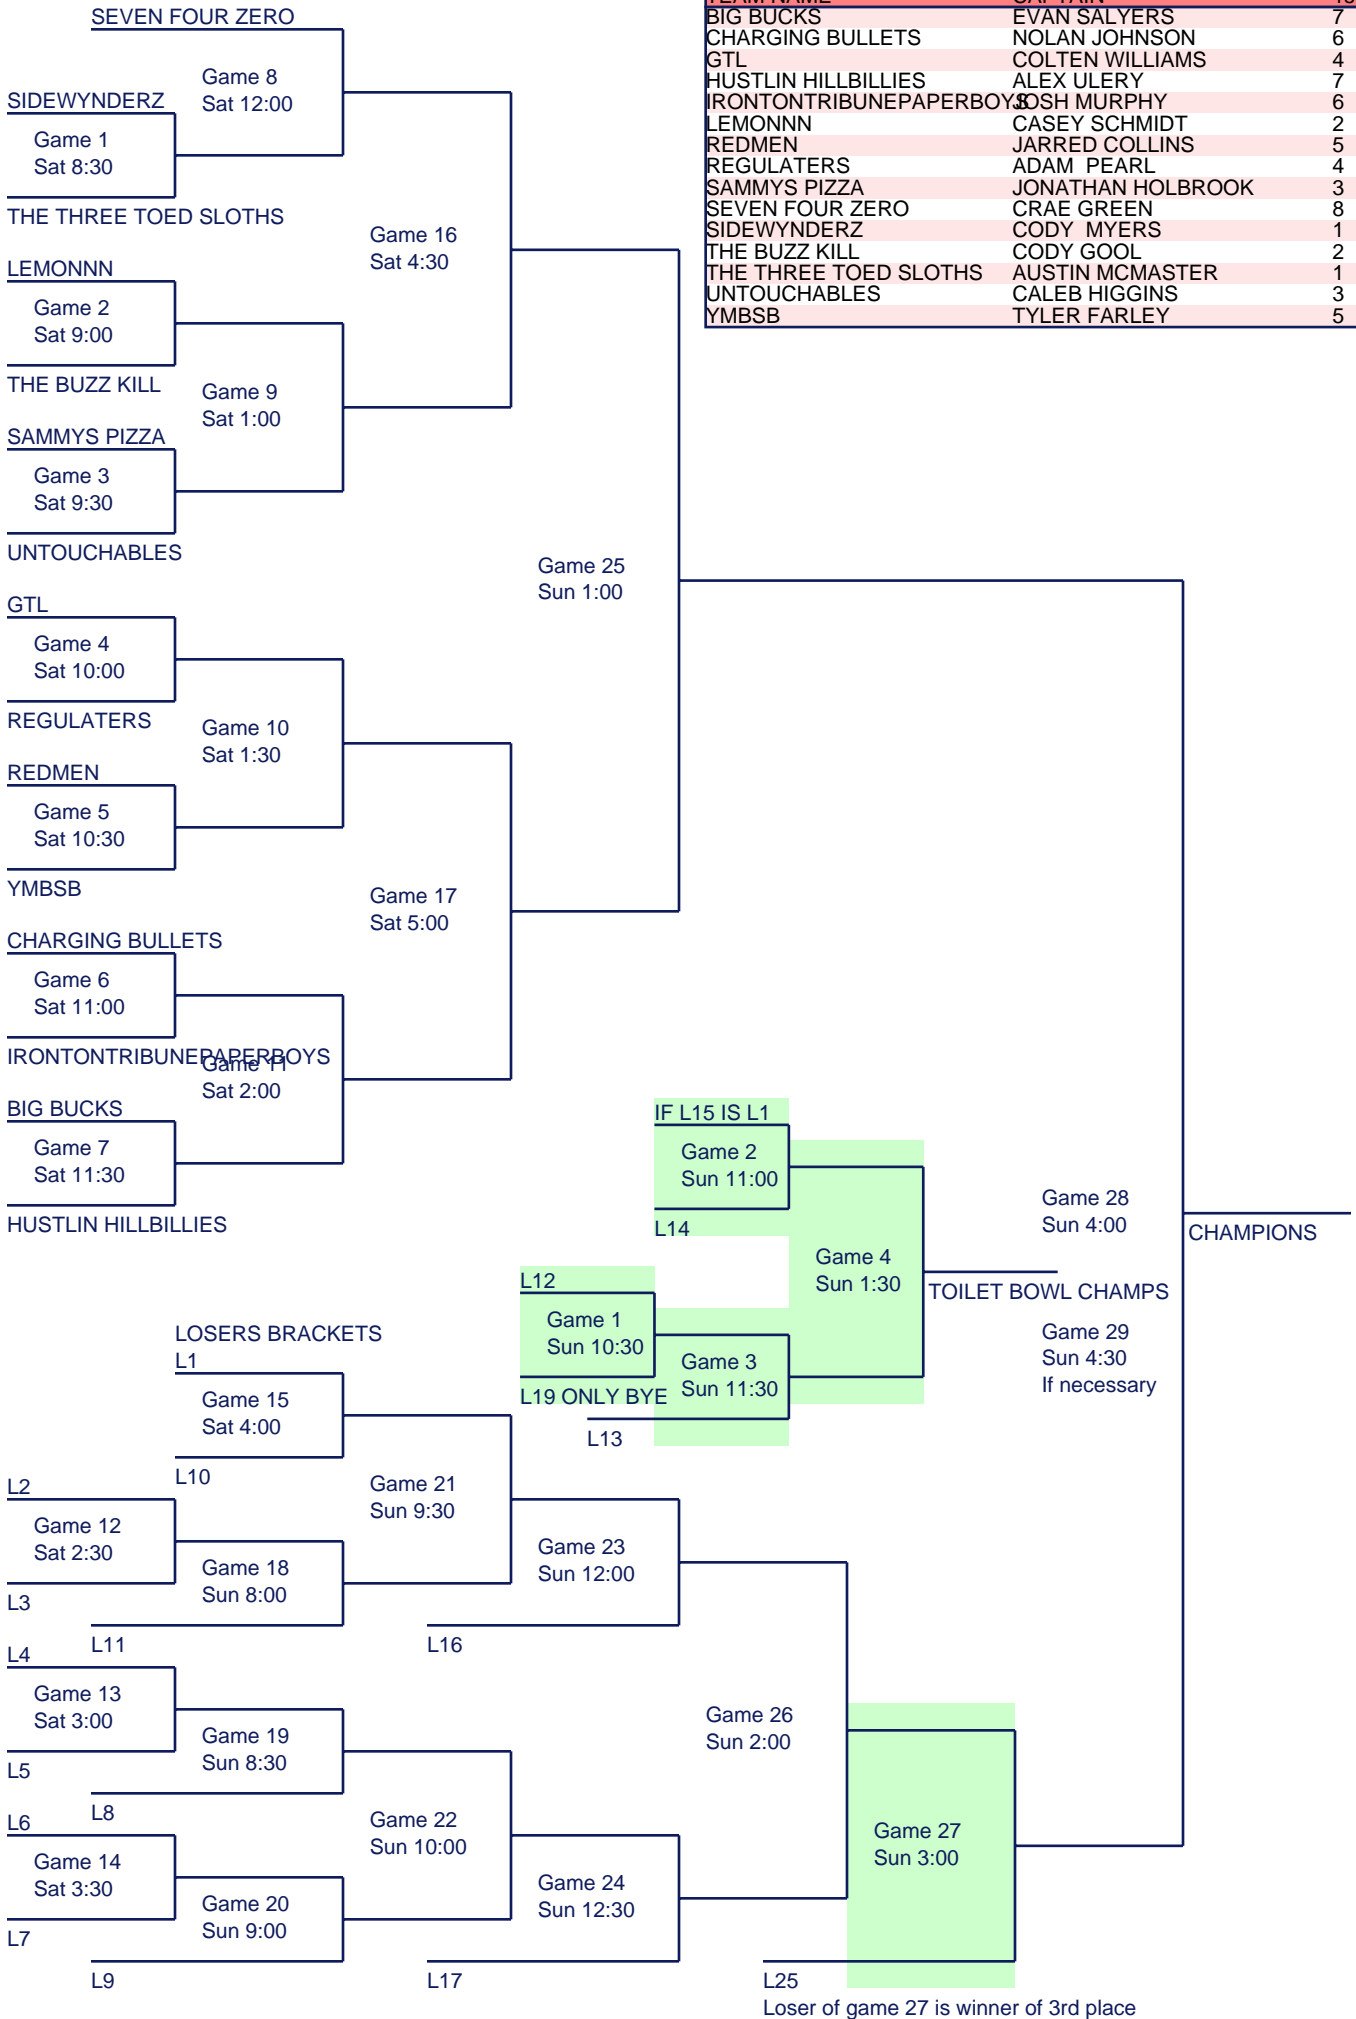 SEVEN FOUR ZERO
Game 8
Sat 12:00
SIDEWYNDERZ
Game 1
Sat 8:30
THE THREE TOED SLOTHS
Game 16
Sat 4:30
LEMONNN
Game 2
Sat 9:00
THE BUZZ KILL
Game 9
Sat 1:00
SAMMYS PIZZA
Game 3
Sat 9:30
UNTOUCHABLES
Game 25
Sun 1:00
GTL
Game 4
Sat 10:00
REGULATERS
Game 10
Sat 1:30
REDMEN
Game 5
Sat 10:30
YMBSB
Game 17
Sat 5:00
CHARGING BULLETS
Game 6
Sat 11:00
IRONTONTRIBUNEPAPERBOYS
Game 11
Sat 2:00
BIG BUCKS
Game 7
Sat 11:30
HUSTLIN HILLBILLIES
TEAM NAME CAPTAIN
BIG BUCKS EVAN SALYERS 7
CHARGING BULLETS NOLAN JOHNSON 6
GTL COLTEN WILLIAMS 4
HUSTLIN HILLBILLIES ALEX ULERY 7
IRONTONTRIBUNEPAPERBOYS JOSH MURPHY 6
LEMONNN CASEY SCHMIDT 2
REDMEN JARRED COLLINS 5
REGULATERS ADAM PEARL 4
SAMMYS PIZZA JONATHAN HOLBROOK 3
SEVEN FOUR ZERO CRAE GREEN 8
SIDEWYNDERZ CODY MYERS 1
THE BUZZ KILL CODY GOOL 2
THE THREE TOED SLOTHS AUSTIN MCMASTER 1
UNTOUCHABLES CALEB HIGGINS 3
YMBSB TYLER FARLEY 5
IF L15 IS L1
Game 2
Sun 11:00
L14
Game 4
Sun 1:30
TOILET BOWL CHAMPS
L12
Game 1
Sun 10:30
L19 ONLY BYE
Game 3
Sun 11:30
L13
Game 28
Sun 4:00
CHAMPIONS
Game 29
Sun 4:30
If necessary
LOSERS BRACKETS
L1
Game 15
Sat 4:00
L10
Game 21
Sun 9:30
L2
Game 12
Sat 2:30
L3
Game 18
Sun 8:00
L11
Game 23
Sun 12:00
L16
L4
Game 13
Sat 3:00
L5
Game 19
Sun 8:30
L8
Game 26
Sun 2:00
L6
Game 14
Sat 3:30
L7
Game 22
Sun 10:00
Game 20
Sun 9:00
L9
Game 24
Sun 12:30
L17
Game 27
Sun 3:00
L25
Loser of game 27 is winner of 3rd place